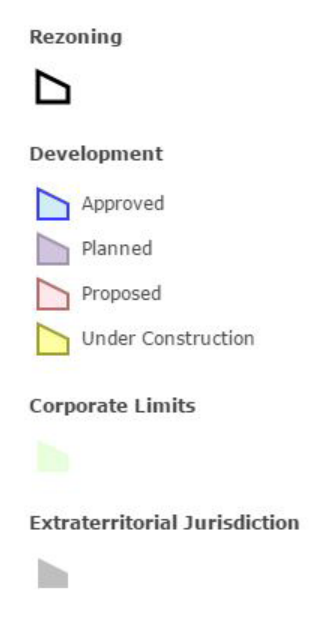 Rezoning
Development
Approved
Planned
Proposed
Under Construction
Corporate Limits
Extraterritorial Jurisdiction